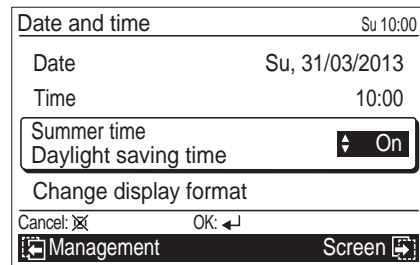 Date and time Su 10:00
Date Su, 31/03/2013
Time 10:00
Summer time
Daylight saving time On
Change display format
Cancel: OK:
Management Screen